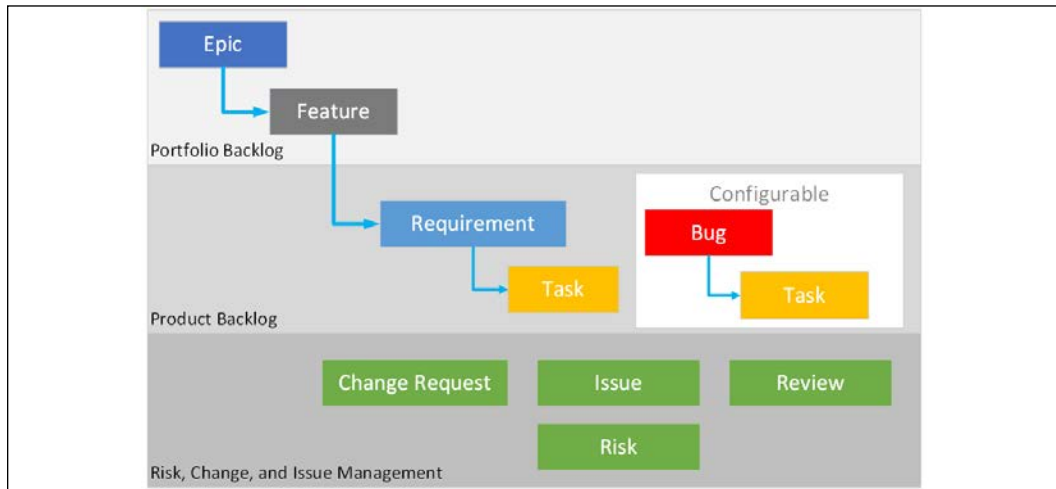 Epic
Feature
Portfolio Backlog
Configurable
Requirement
Bug
Task
Task
Product Backlog
Change Request
Issue
Review
Risk
Risk, Change, and Issue Management